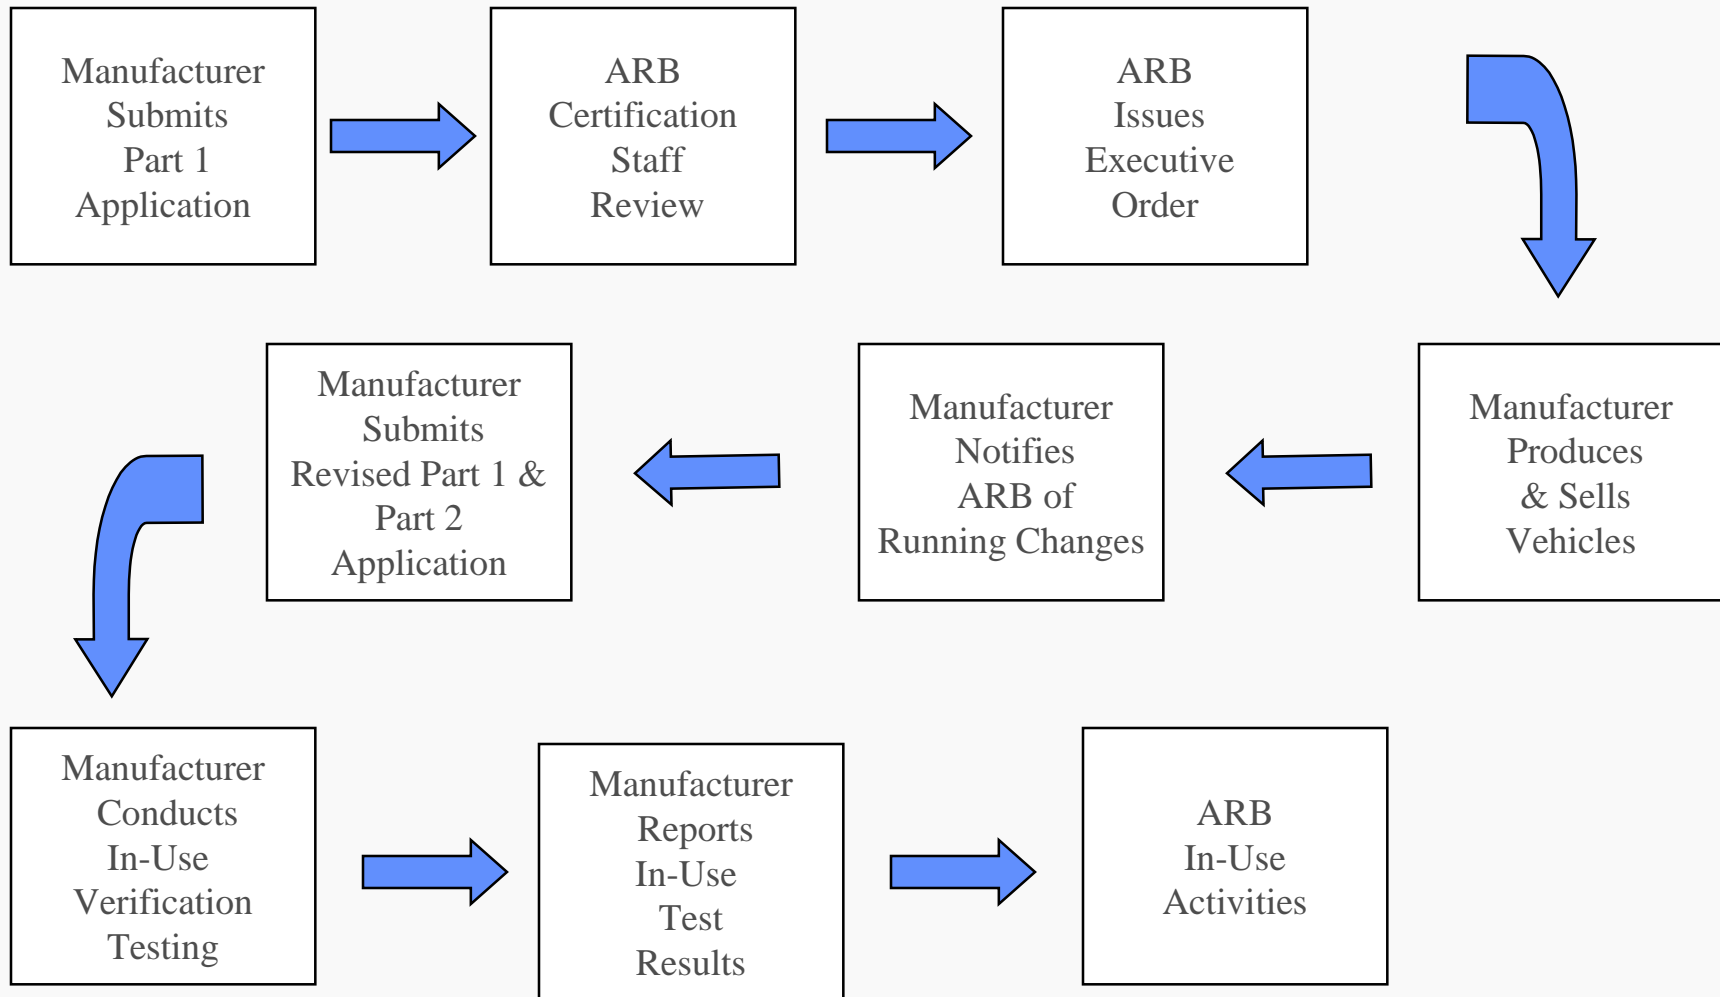 Manufacturer
Submits
Part 1
Application
ARB
Certification
Staff
Review
ARB
Issues
Executive
Order
Manufacturer
Produces
& Sells
Vehicles
Manufacturer
Notifies
ARB of
Running Changes
Manufacturer
Submits
Revised Part 1 &
Part 2
Application
Manufacturer
Conducts
In-Use
Verification
Testing
Manufacturer
Reports
In-Use
Test
Results
ARB
In-Use
Activities